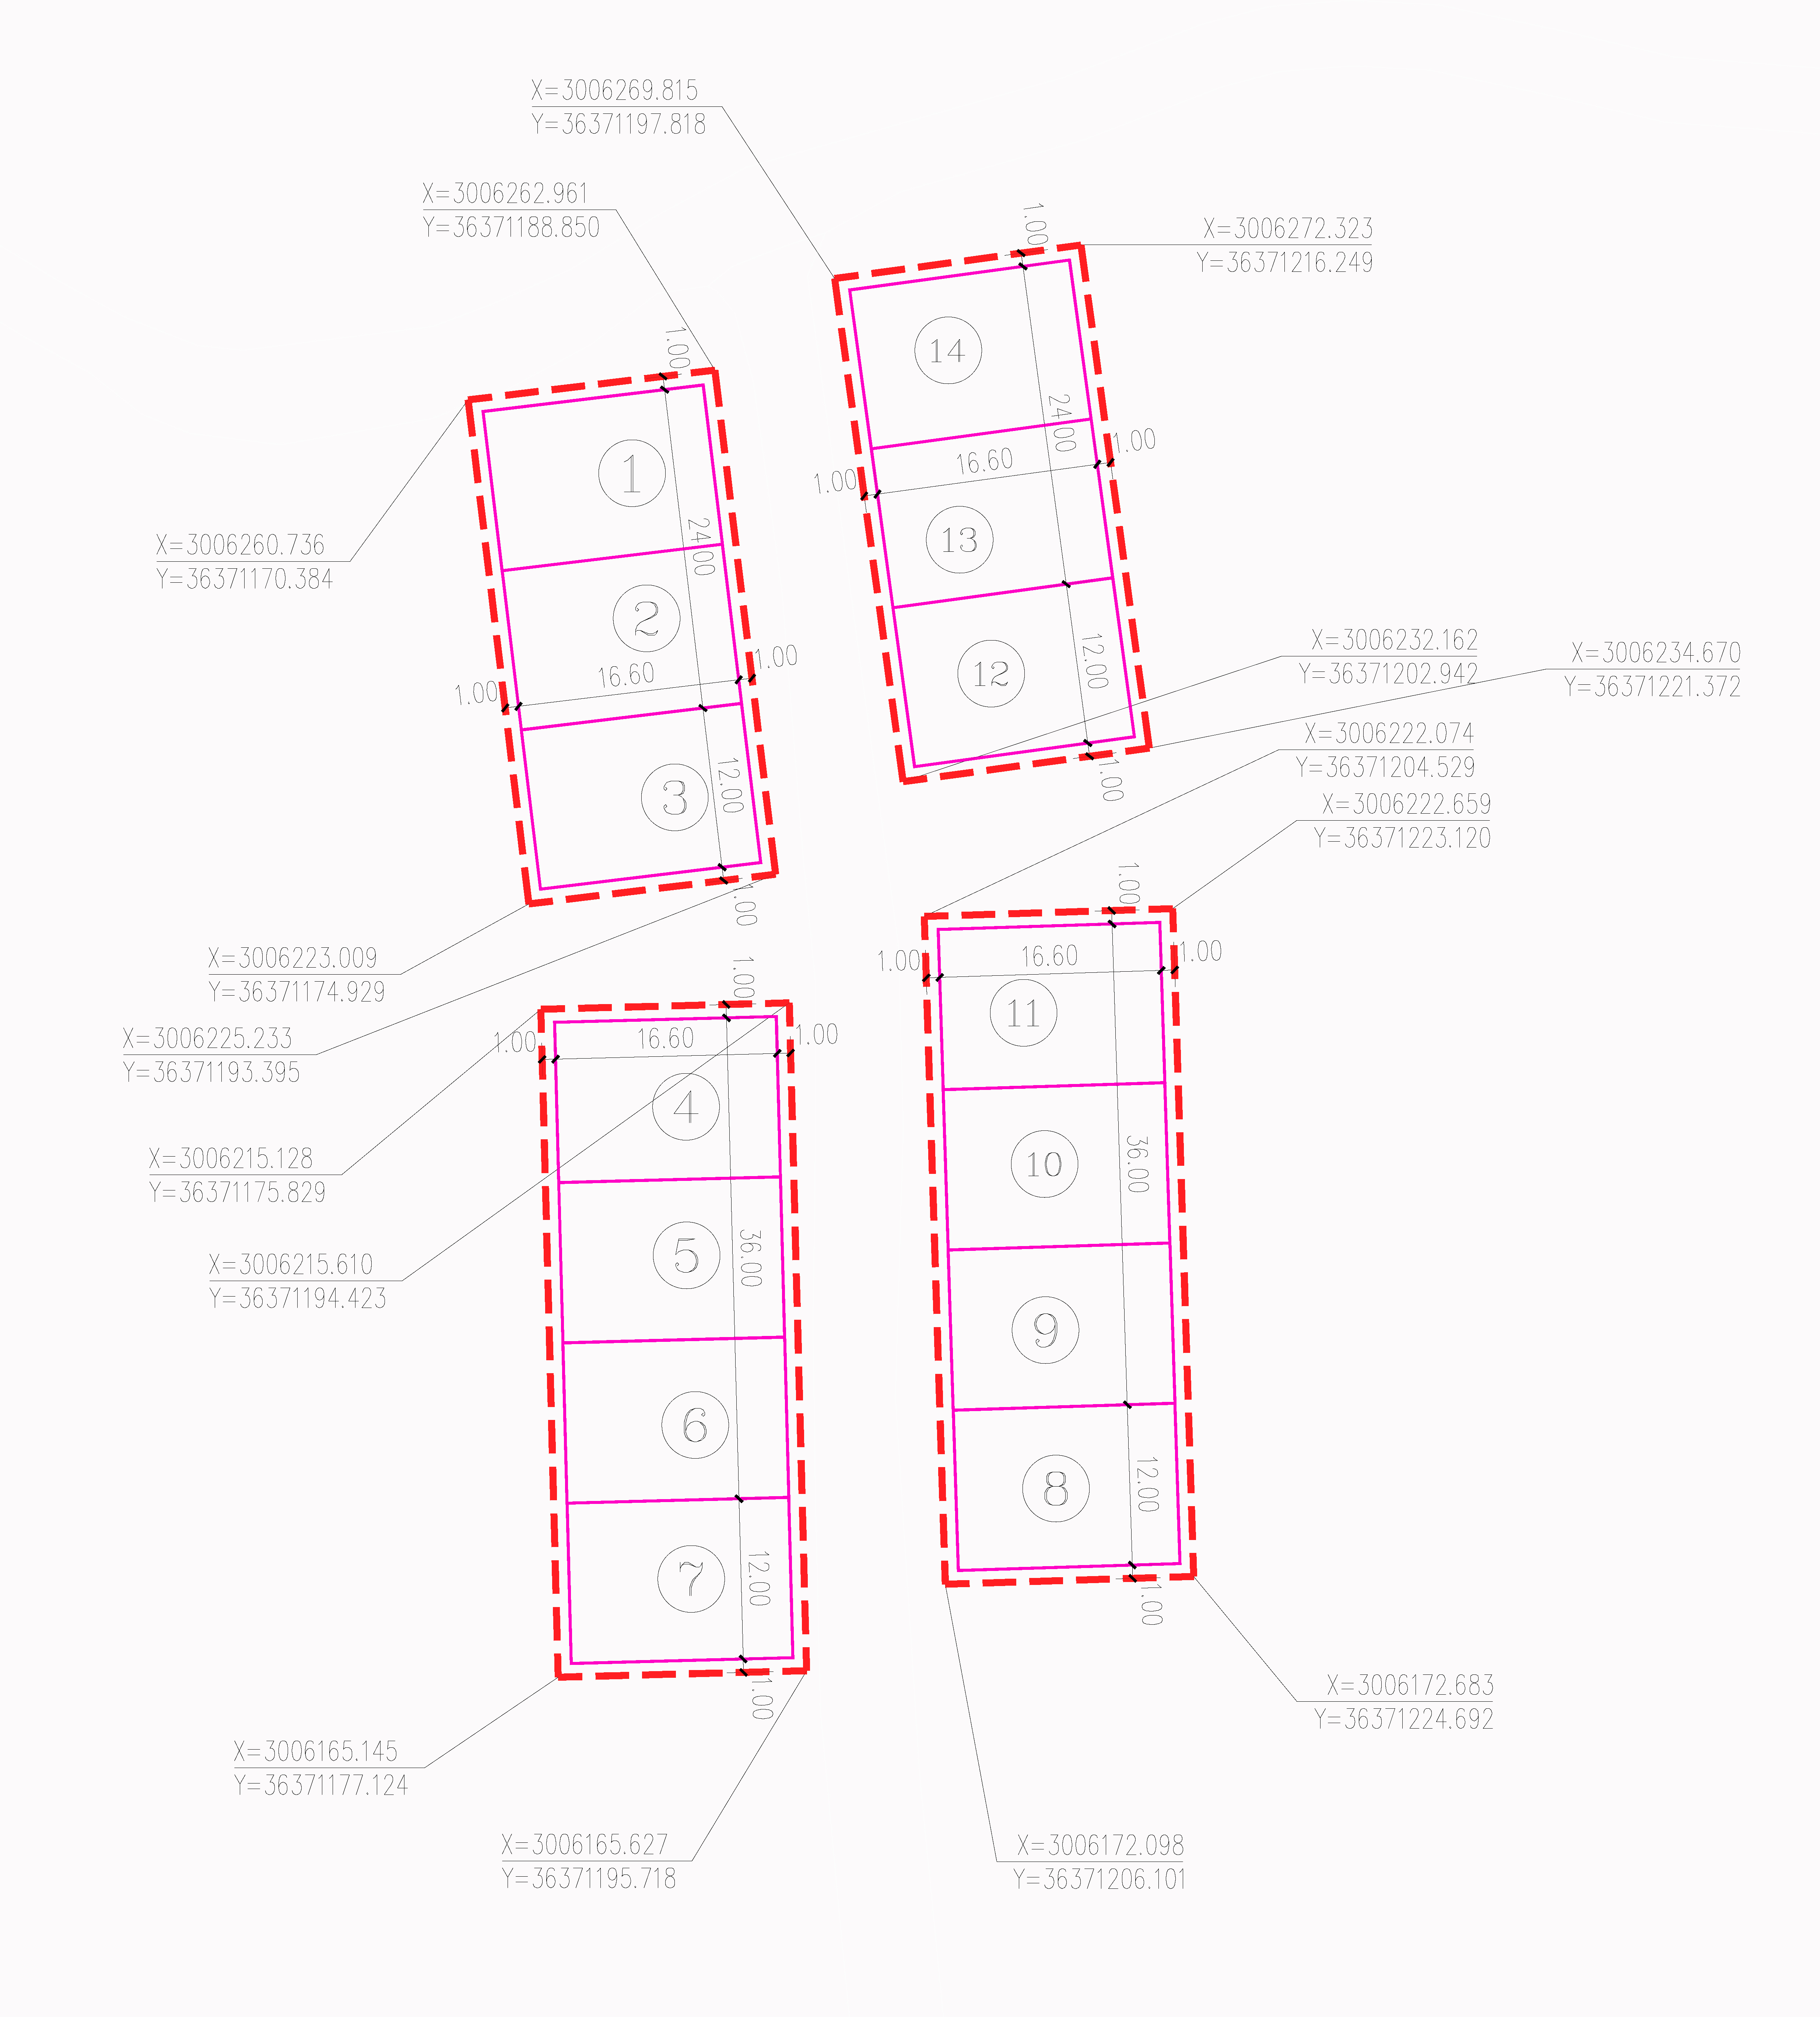 X=3006269.815
Y=36371197.818
X=3006262.961
Y=36371188.850
1.00
X=3006272.323
Y=36371216.249
1.00
14
24.00
1.00
16.60
1.00
13
12
12.00
1.00
1
24.00
2
1.00
16.60
1.00
3
12.00
1.00
X=3006260.736
Y=36371170.384
X=3006232.162
Y=36371202.942
X=3006234.670
Y=36371221.372
X=3006222.074
Y=36371204.529
X=3006222.659
Y=36371223.120
X=3006223.009
Y=36371174.929
X=3006225.233
Y=36371193.395
1.00
1.00
16.60
1.00
11
10
36.00
9
8
12.00
1.00
1.00
1.00
16.60
1.00
4
5
36.00
6
7
12.00
1.00
X=3006215.128
Y=36371175.829
X=3006215.610
Y=36371194.423
X=3006172.683
Y=36371224.692
X=3006165.145
Y=36371177.124
X=3006165.627
Y=36371195.718
X=3006172.098
Y=36371206.101